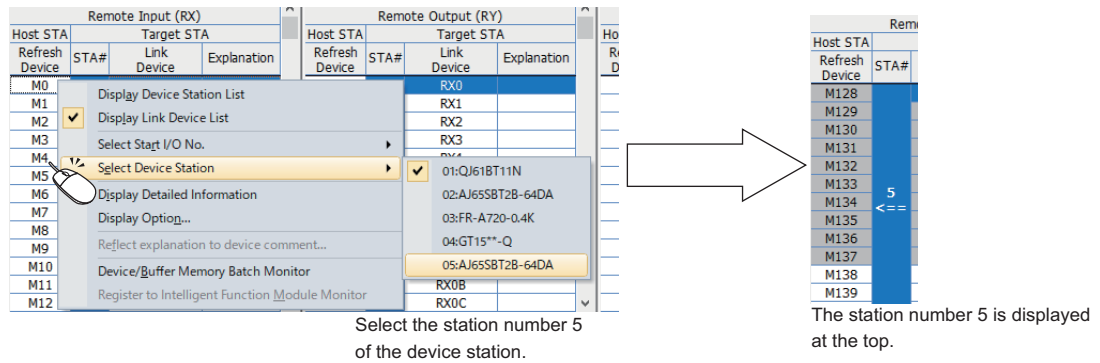 Remote Input (RX)
Host STA Target STA
Refresh Device STA# Link Device Explanation
M0
M1
M2
M3
M4
M5
M6
M7
M8
M9
M10
M11
M12
Display Device Station List
Display Link Device List
Select Start I/O No.
Select Device Station
Display Detailed Information
Display Option...
Reflect explanation to device comment...
Device/Buffer Memory Batch Monitor
Register to Intelligent Function Module Monitor
Remote Output (RY)
Host STA Target STA
Refresh Device STA# Link Device Explanation
RX0
RX1
RX2
RX3
RX4
01:QJ61BT11N
02:AJ65SBT2B-64DA
03:FR-A720-0.4K
04:GT15**-Q
05:AJ65SBT2B-64DA
RX0B
RX0C
Select the station number 5
of the device station.
Host STA
Refresh Device STA#
M128
M129
M130
M131
M132
M133
M134
M135
M136
M137
M138
M139
5
<==
The station number 5 is displayed
at the top.